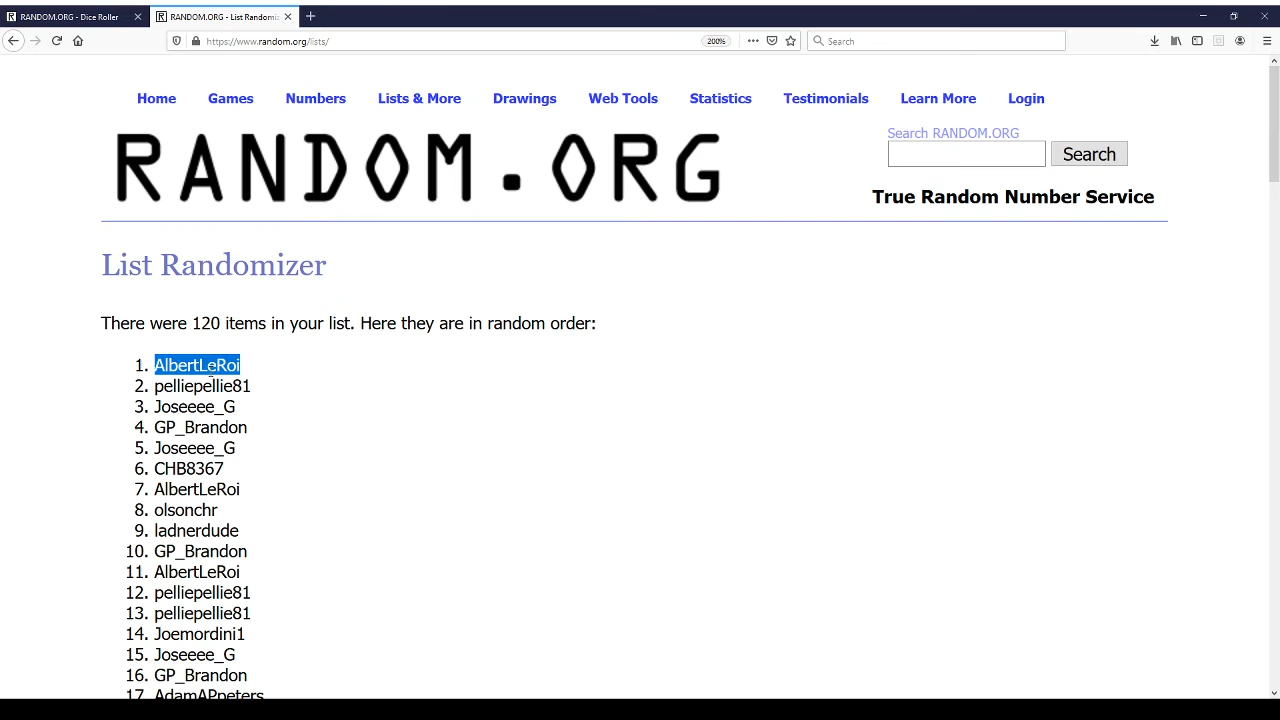 RANDOM.ORG - Dice Roller
RANDOM.ORG - List Randomiz
https://www.random.org/lists/
200%
Search
Home Games Numbers Lists & More Drawings Web Tools Statistics Testimonials Learn More Login
RANDOM.ORG
Search RANDOM.ORG
Search
True Random Number Service
List Randomizer
There were 120 items in your list. Here they are in random order:
1. AlbertLeRoi
2. pelliepellie81
3. Joseeee_G
4. GP_Brandon
5. Joseeee_G
6. CHB8367
7. AlbertLeRoi
8. olsonchr
9. ladnerdude
10. GP_Brandon
11. AlbertLeRoi
12. pelliepellie81
13. pelliepellie81
14. Joemordini1
15. Joseeee_G
16. GP_Brandon
17. AdamAPpeters